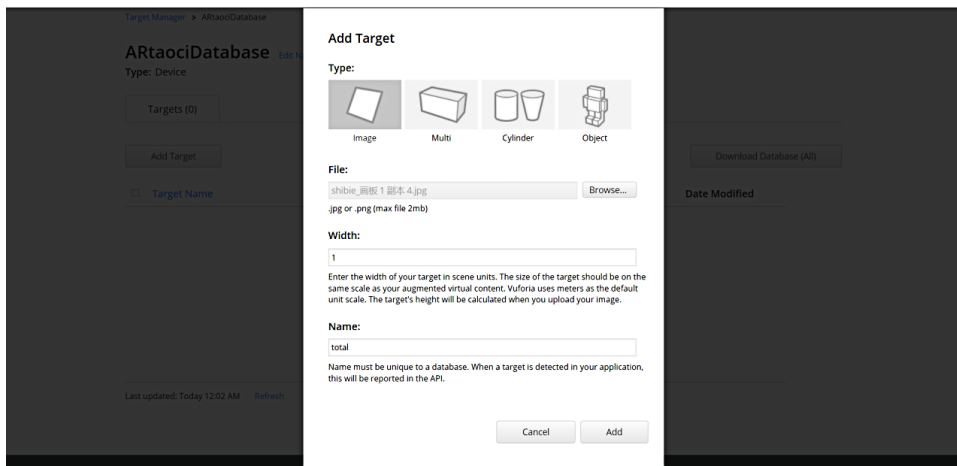 Target Manager > ARtaociDatabase
ARtaociDatabase Edit N
Type: Device
Targets (0)
Add Target
Download Database (All)
Target Name
Date Modified
Last updated: Today 12:02 AM Refresh
Add Target
Type:
Image Multi Cylinder Object
File:
shibie_画板 1 副本 4.jpg Browse...
.jpg or .png (max file 2mb)
Width:
1
Enter the width of your target in scene units. The size of the target should be on the
same scale as your augmented virtual content. Vuforia uses meters as the default
unit scale. The target's height will be calculated when you upload your image.
Name:
total
Name must be unique to a database. When a target is detected in your application,
this will be reported in the API.
Cancel Add